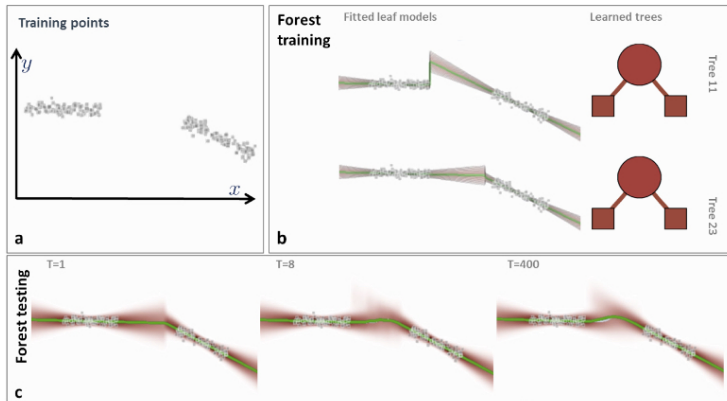 Training points
y
x
a
Forest
training
Fitted leaf models
Learned trees
Tree 11
Tree 23
b
Forest testing
T=1
T=8
T=400
c